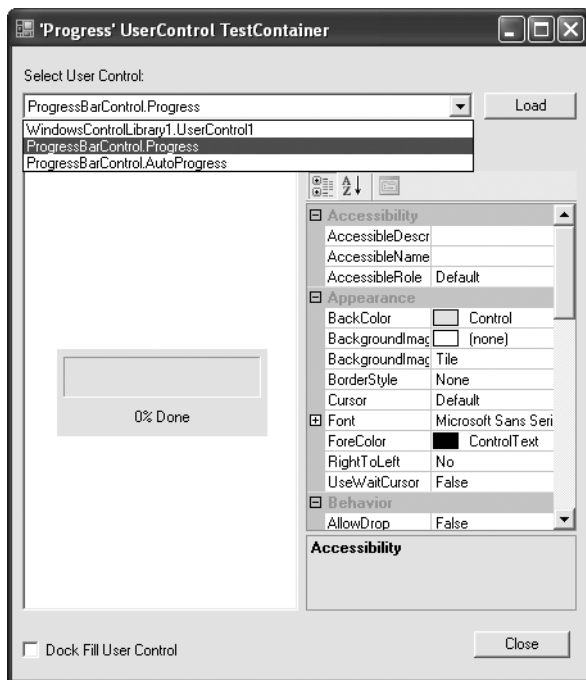 'Progress' UserControl TestContainer
Select User Control:
ProgressBarControl.Progress
Load
WindowsControlLibrary1.UserControl1
ProgressBarControl.Progress
ProgressBarControl.AutoProgress
Accessibility
AccessibleDescr
AccessibleName
AccessibleRole Default
Appearance
BackColor Control
BackgroundImag (none)
BackgroundImag Tile
BorderStyle None
Cursor Default
Font Microsoft Sans Seri
ForeColor ControlText
RightToLeft No
UseWaitCursor False
Behavior
AllowDrop False
0% Done
Accessibility
Dock Fill User Control
Close